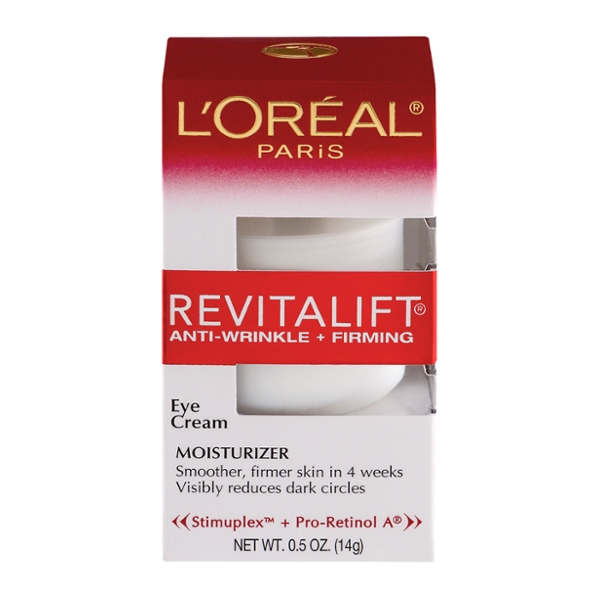 L'ORÉAL®
PARiS
REVITALIFT®
ANTI-WRINKLE + FIRMING
Eye
Cream
MOISTURIZER
Smoother, firmer skin in 4 weeks
Visibly reduces dark circles
Stimuplex™ + Pro-Retinol A®
NET WT. 0.5 OZ. (14g)